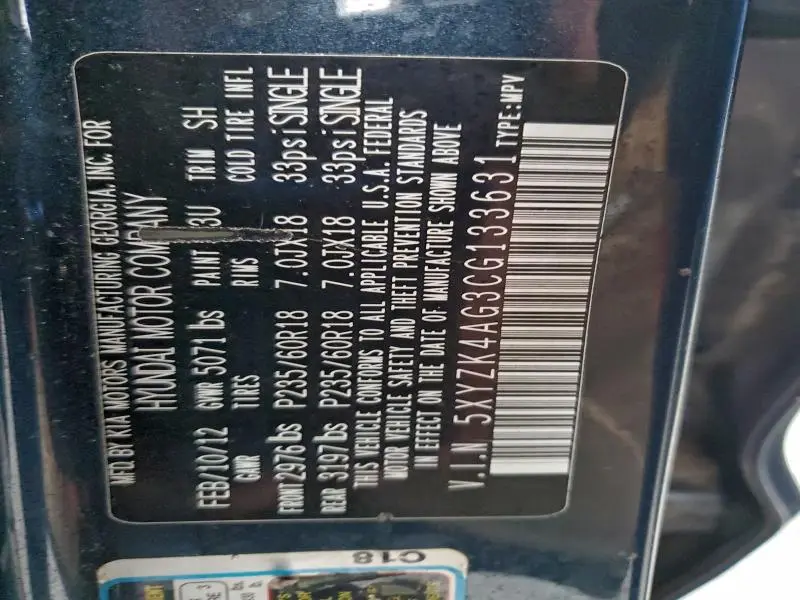 MFD BY KIA MOTORS MANUFACTURING GEORGIA, INC. FOR
HYUNDAI MOTOR COMPANY
FEB/10/12 GVWR 5071 lbs PAINT 3U TRIM SH
GAWR TIRES RIMS COLD TIRE INFL
FRONT 2976 lbs P235/60R18 7.0JX18 33psi SINGLE
REAR 3197 lbs P235/60R18 7.0JX18 33psi SINGLE
THIS VEHICLE CONFORMS TO ALL APPLICABLE U.S.A. FEDERAL
MOTOR VEHICLE SAFETY AND THEFT PREVENTION STANDARDS
IN EFFECT ON THE DATE OF MANUFACTURE SHOWN ABOVE
V.I.N 5XYZK4AG3CG133631 TYPE:MPV
C18